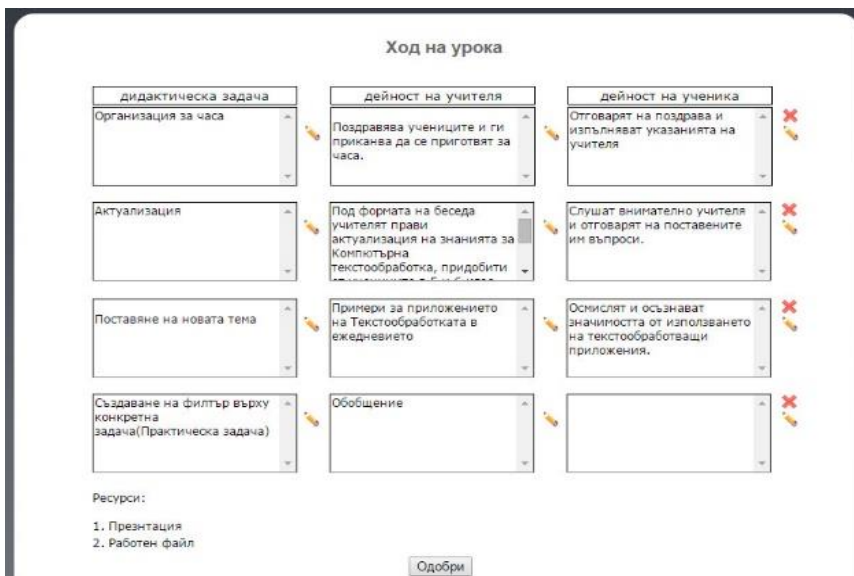 Ход на урока
дидактическа задача
дейност на учителя
дейност на ученика
Организация за часа
Поздравява учениците и ги
приканва да се приготвят за
часа.
Отговарят на поздрава и
изпълняват указанията на
учителя
Актуализация
Под формата на беседа
учителят прави
актуализация на знанията за
Компютърна
текстообработка, придобити
Слушат внимателно учителя
и отговарят на поставените
им въпроси.
Поставяне на новата тема
Примери за приложението
на Текстообработката в
ежедневието
Осмислят и осъзнават
значимостта от използването
на текстообработващи
приложения.
Създаване на филтър върху
конкретна
задача(Практическа задача)
Обобщение
Ресурси:
1. Презнтация
2. Работен файл
Одобри